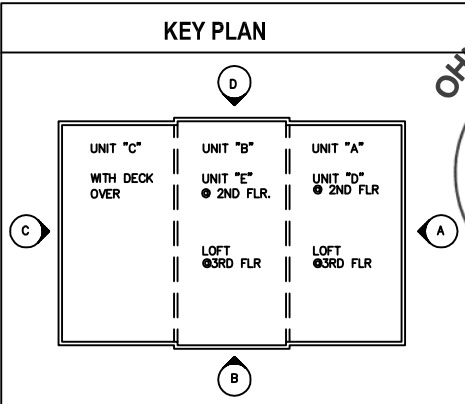 KEY PLAN
OH
D
UNIT "C"
WITH DECK
OVER
UNIT "B"
UNIT "E"
@ 2ND FLR.
LOFT
@3RD FLR
UNIT "A"
UNIT "D"
@ 2ND FLR
LOFT
@3RD FLR
C
A
B